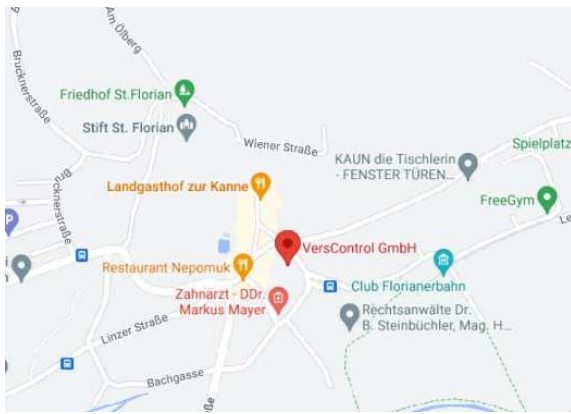 Am Ölberg
Brucknerstraße
Friedhof St.Florian
Stift St. Florian
Wiener Straße
Spielplatz
KAUN die Tischlerin
- FENSTER TÜREN...
Landgasthof zur Kanne
FreeGym
Brucknerstraße
P
VersControl GmbH
Restaurant Nepomuk
Club Florianerbahn
Zahnarzt - DDr.
Markus Mayer
Rechtsanwälte Dr.
B. Steinbüchler, Mag. H...
Linzer Straße
Bachgasse